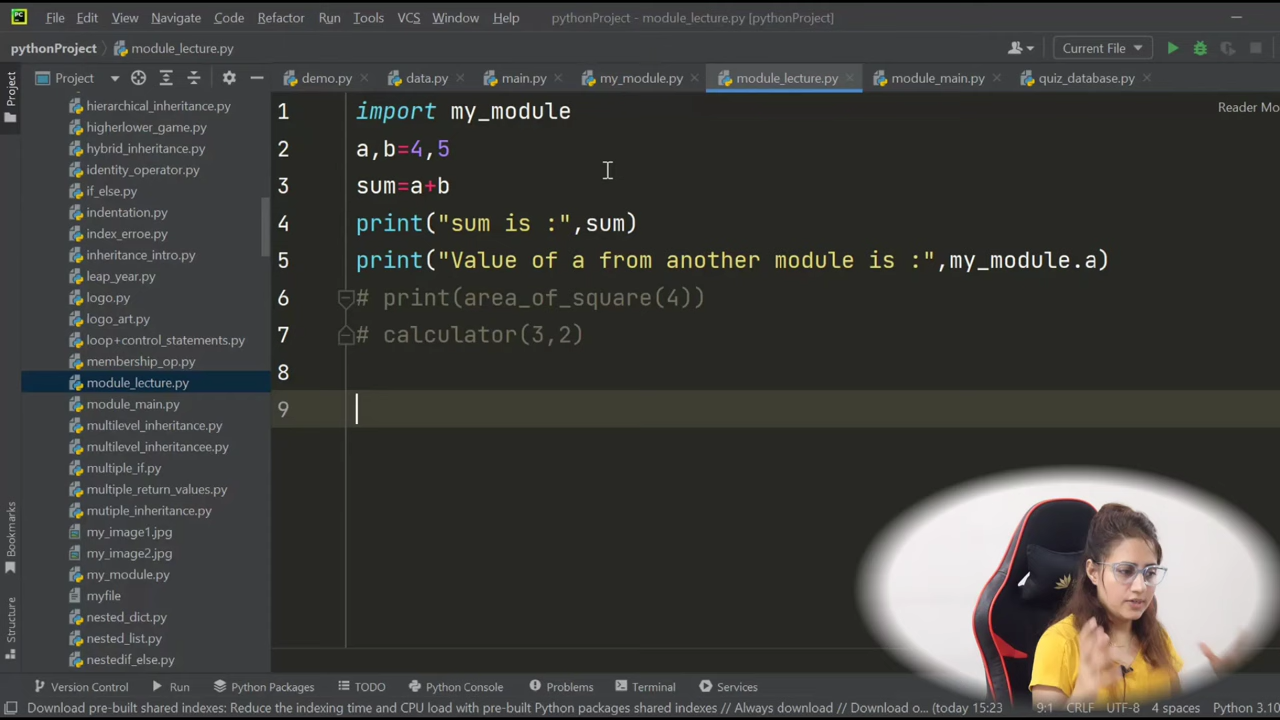 File Edit View Navigate Code Refactor Run Tools VCS Window Help pythonProject - module_lecture.py [pythonProject]
pythonProject module_lecture.py Current File
Project demo.py data.py main.py my_module.py module_lecture.py module_main.py quiz_database.py
Project
Bookmarks
Structure
hierarchical_inheritance.py
higherlower_game.py
hybrid_inheritance.py
identity_operator.py
if_else.py
indentation.py
index_erroe.py
inheritance_intro.py
leap_year.py
logo.py
logo_art.py
loop+control_statements.py
membership_op.py
module_lecture.py
module_main.py
multilevel_inheritance.py
multilevel_inheritancee.py
multiple_if.py
multiple_return_values.py
mutiple_inheritance.py
my_image1.jpg
my_image2.jpg
my_module.py
myfile
nested_dict.py
nested_list.py
nestedif_else.py
Reader Mo
1 import my_module
2 a,b=4,5
3 sum=a+b
4 print("sum is :",sum)
5 print("Value of a from another module is :",my_module.a)
6 # print(area_of_square(4))
7 # calculator(3,2)
8
9
Version Control Run Python Packages TODO Python Console Problems Terminal Services
Download pre-built shared indexes: Reduce the indexing time and CPU load with pre-built Python packages shared indexes // Always download // Download o... (today 15:23 9:1 CRLF UTF-8 4 spaces Python 3.10